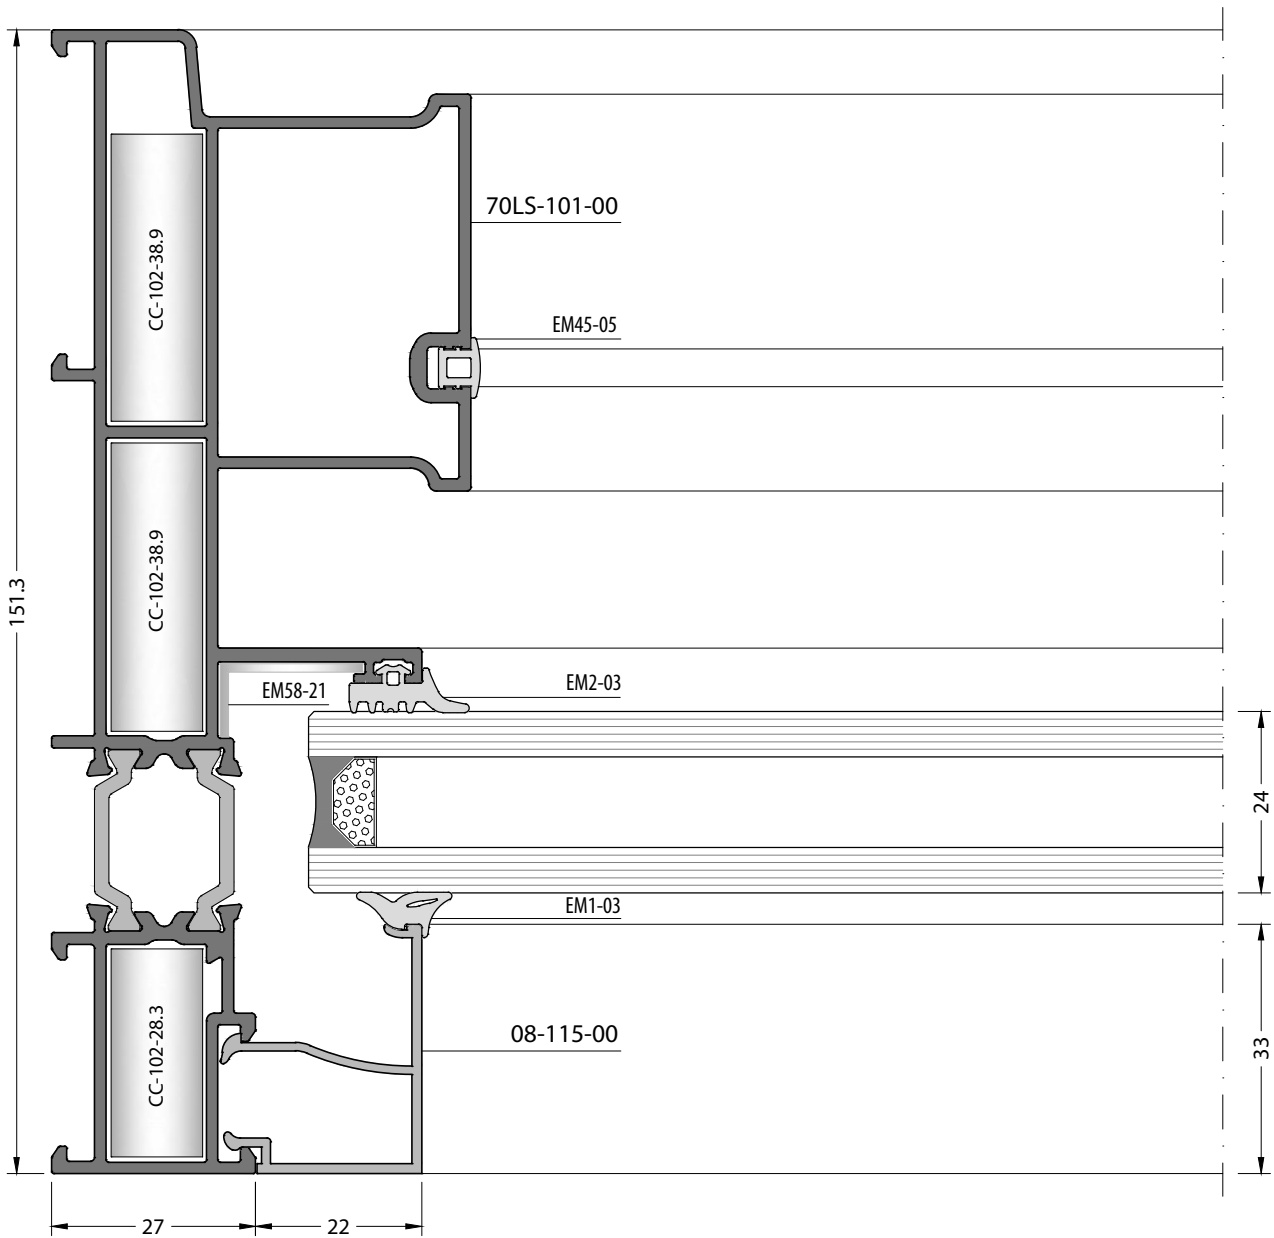 70LS-101-00
CC-102-38.9
EM45-05
CC-102-38.9
151.3
EM58-21
EM2-03
24
EM1-03
CC-102-28.3
08-115-00
33
27
22